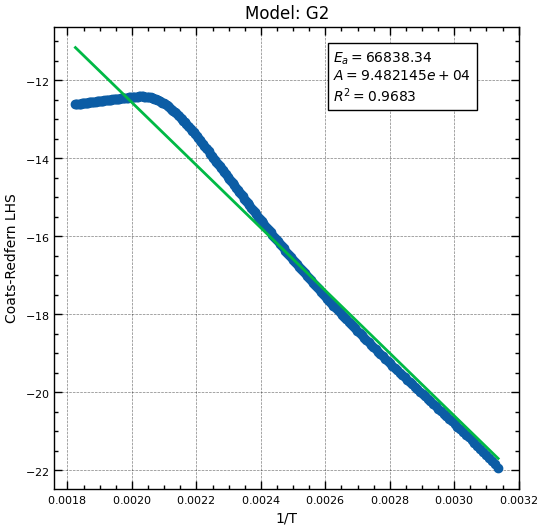 Model: G2
E_a = 66838.34
A = 9.482145e + 04
R^2 = 0.9683
Coats-Redfern LHS
−12
−14
−16
−18
−20
−22
0.0018 0.0020 0.0022 0.0024 0.0026 0.0028 0.0030 0.0032
1/T